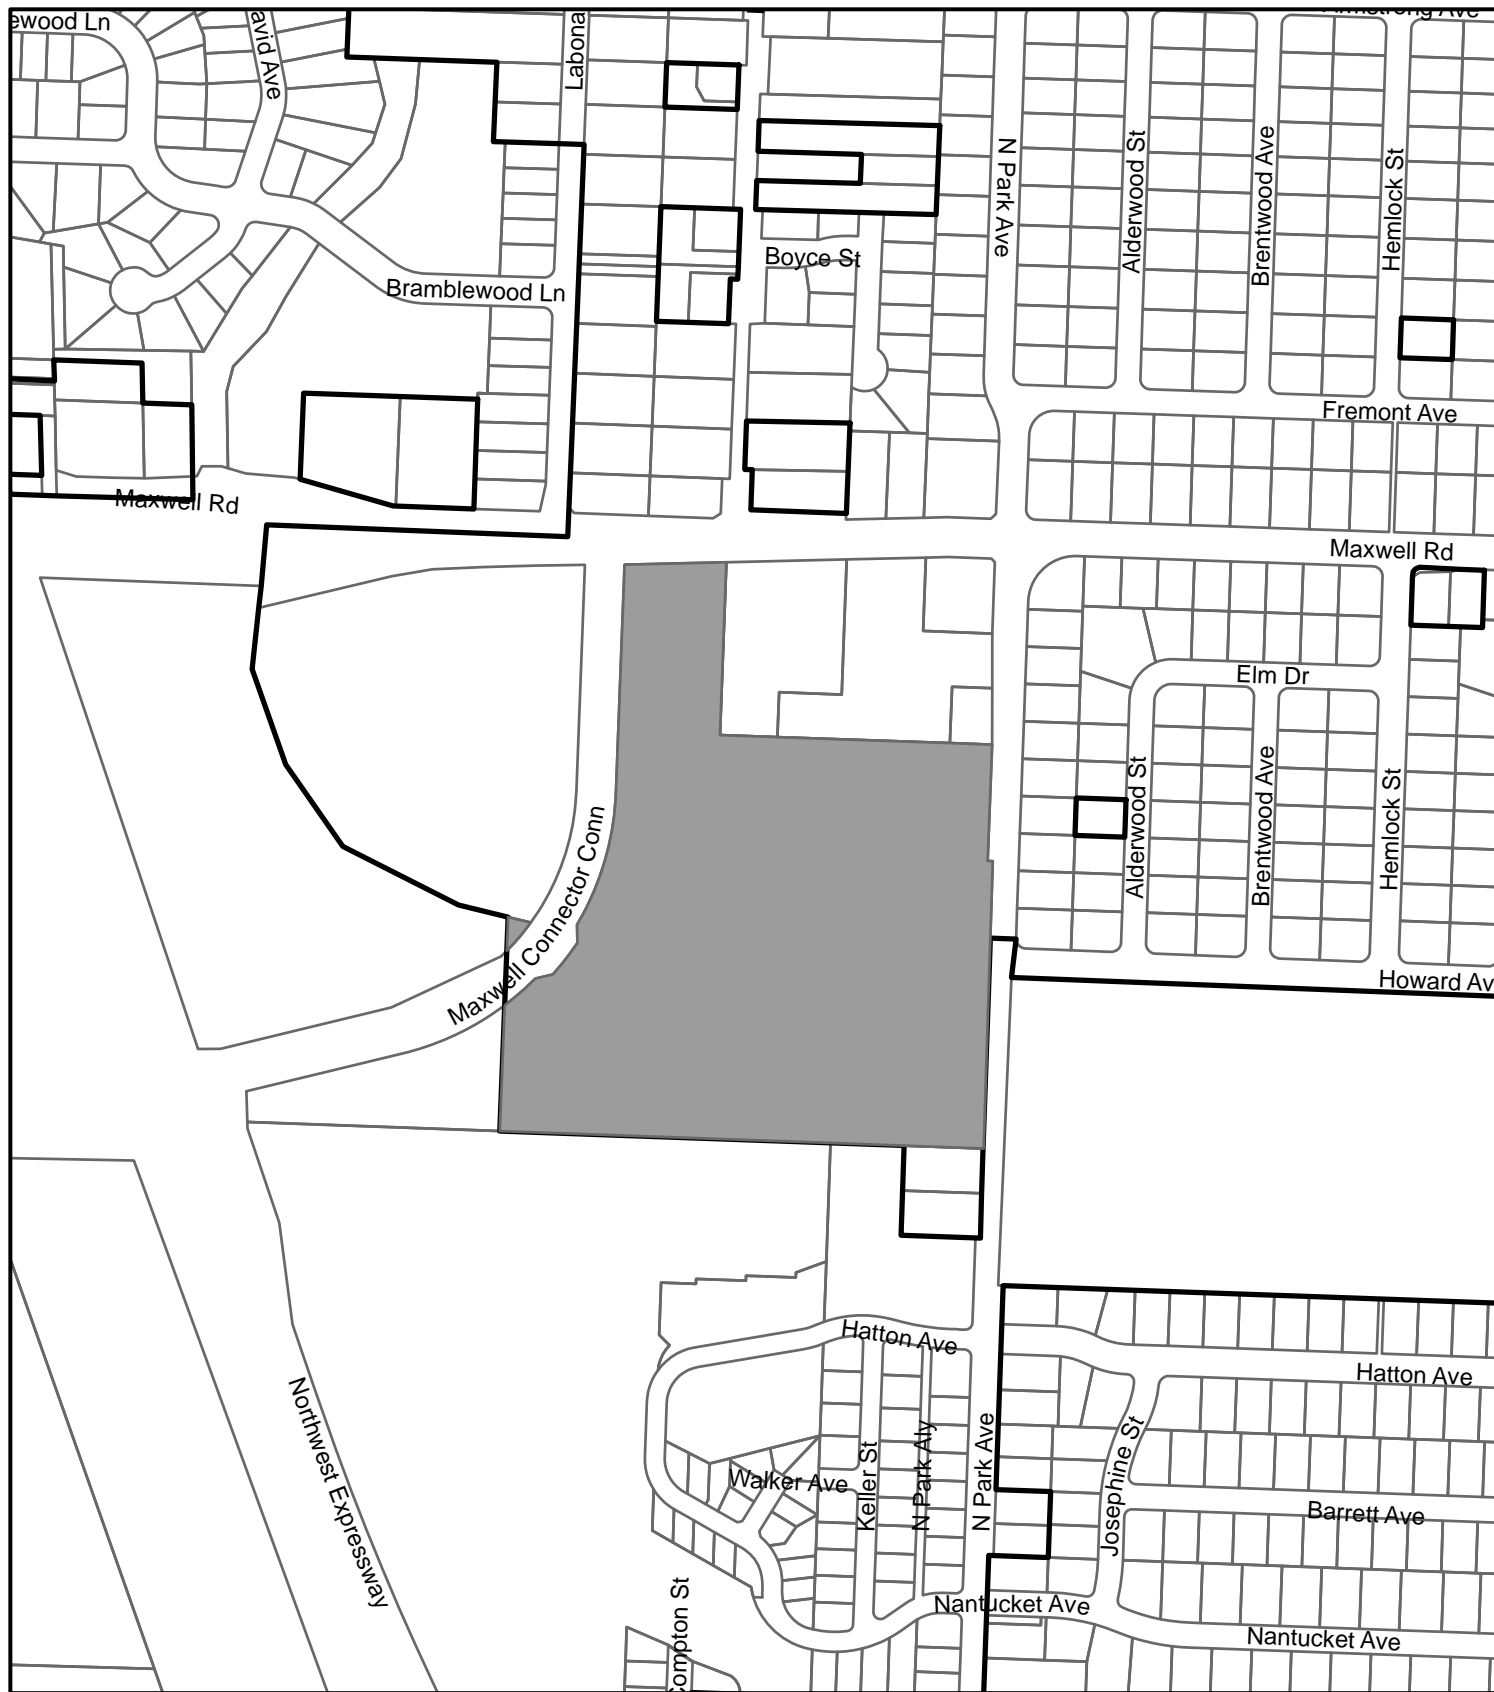 ewood Ln
avid Ave
Labona
Armstrong Ave
N Park Ave
Alderwood St
Brentwood Ave
Hemlock St
Boyce St
Bramblewood Ln
Fremont Ave
Maxwell Rd
Maxwell Rd
Elm Dr
Alderwood St
Brentwood Ave
Hemlock St
Maxwell Connector Conn
Howard Av
Hatton Ave
Hatton Ave
Northwest Expressway
Walker Ave
Keller St
N Park Aly
N Park Ave
Josephine St
Barrett Ave
Nantucket Ave
Nantucket Ave
ompton St